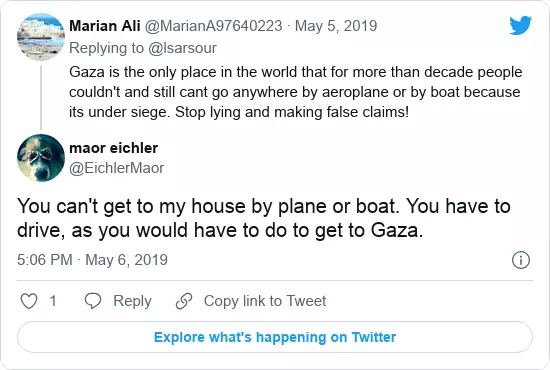 Marian Ali @MarianA97640223 · May 5, 2019
Replying to @lsarsour
Gaza is the only place in the world that for more than decade people
couldn't and still cant go anywhere by aeroplane or by boat because
its under siege. Stop lying and making false claims!
maor eichler
@EichlerMaor
You can't get to my house by plane or boat. You have to
drive, as you would have to do to get to Gaza.
5:06 PM · May 6, 2019
1 Reply Copy link to Tweet
Explore what's happening on Twitter